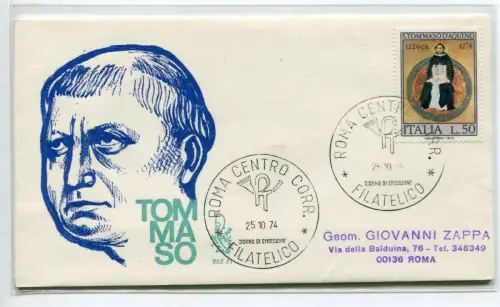 S.TOMMASO D'AQUINO
1226 ca. 1274
ITALIA L.50
TOM
MA
SO
ROMA CENTRO CORR.
25.10.74
GIORNO DI EMISSIONE
* FILATELICO *
ROMA CENTRO CORR.
25.10.74
GIORNO DI EMISSIONE
* FILATELICO *
Geom. GIOVANNI ZAPPA
Via della Balduina, 76 - Tel. 346349
00136 ROMA